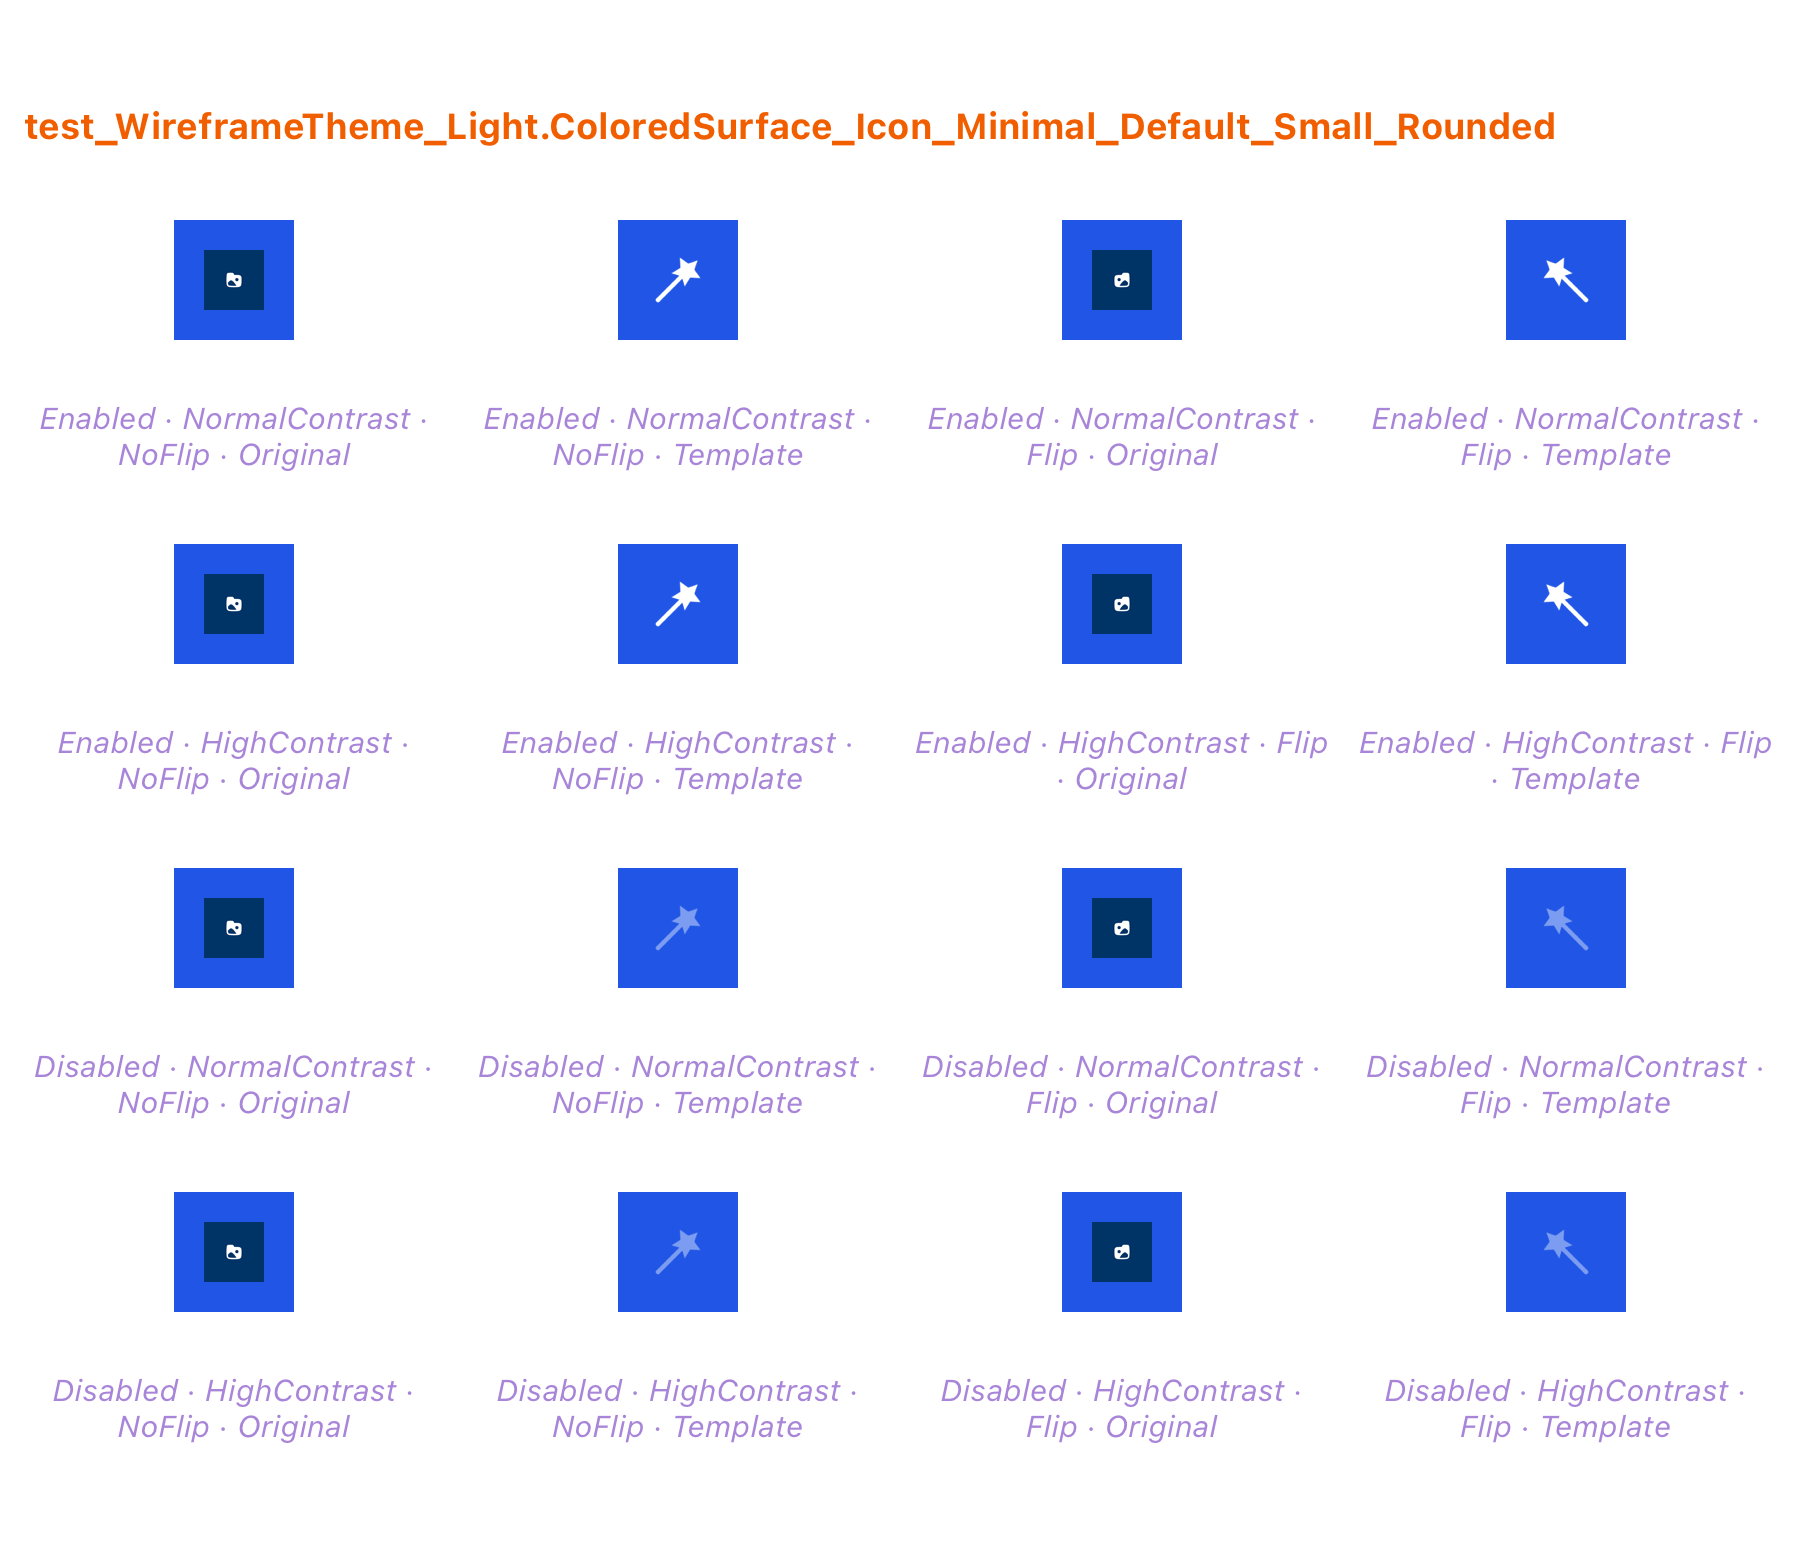 test_WireframeTheme_Light.ColoredSurface_Icon_Minimal_Default_Small_Rounded
Enabled · NormalContrast ·
NoFlip · Original
Enabled · NormalContrast ·
NoFlip · Template
Enabled · NormalContrast ·
Flip · Original
Enabled · NormalContrast ·
Flip · Template
Enabled · HighContrast ·
NoFlip · Original
Enabled · HighContrast ·
NoFlip · Template
Enabled · HighContrast · Flip
· Original
Enabled · HighContrast · Flip
· Template
Disabled · NormalContrast ·
NoFlip · Original
Disabled · NormalContrast ·
NoFlip · Template
Disabled · NormalContrast ·
Flip · Original
Disabled · NormalContrast ·
Flip · Template
Disabled · HighContrast ·
NoFlip · Original
Disabled · HighContrast ·
NoFlip · Template
Disabled · HighContrast ·
Flip · Original
Disabled · HighContrast ·
Flip · Template